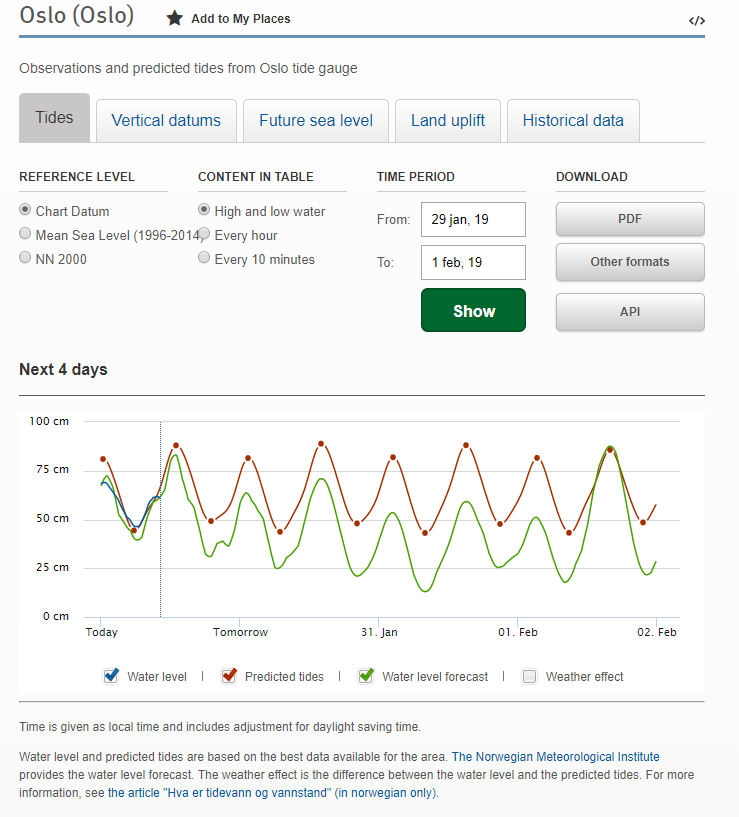 Oslo (Oslo)
Add to My Places
</>
Observations and predicted tides from Oslo tide gauge
Tides
Vertical datums
Future sea level
Land uplift
Historical data
REFERENCE LEVEL
CONTENT IN TABLE
TIME PERIOD
DOWNLOAD
Chart Datum
High and low water
From:
29 jan, 19
PDF
Mean Sea Level (1996-2014)
Every hour
NN 2000
Every 10 minutes
To:
1 feb, 19
Other formats
Show
API
Next 4 days
100 cm
75 cm
50 cm
25 cm
0 cm
Today
Tomorrow
31. Jan
01. Feb
02. Feb
Water level
Predicted tides
Water level forecast
Weather effect
Time is given as local time and includes adjustment for daylight saving time.
Water level and predicted tides are based on the best data available for the area. The Norwegian Meteorological Institute
provides the water level forecast. The weather effect is the difference between the water level and the predicted tides. For more
information, see the article "Hva er tidevann og vannstand" (in norwegian only).